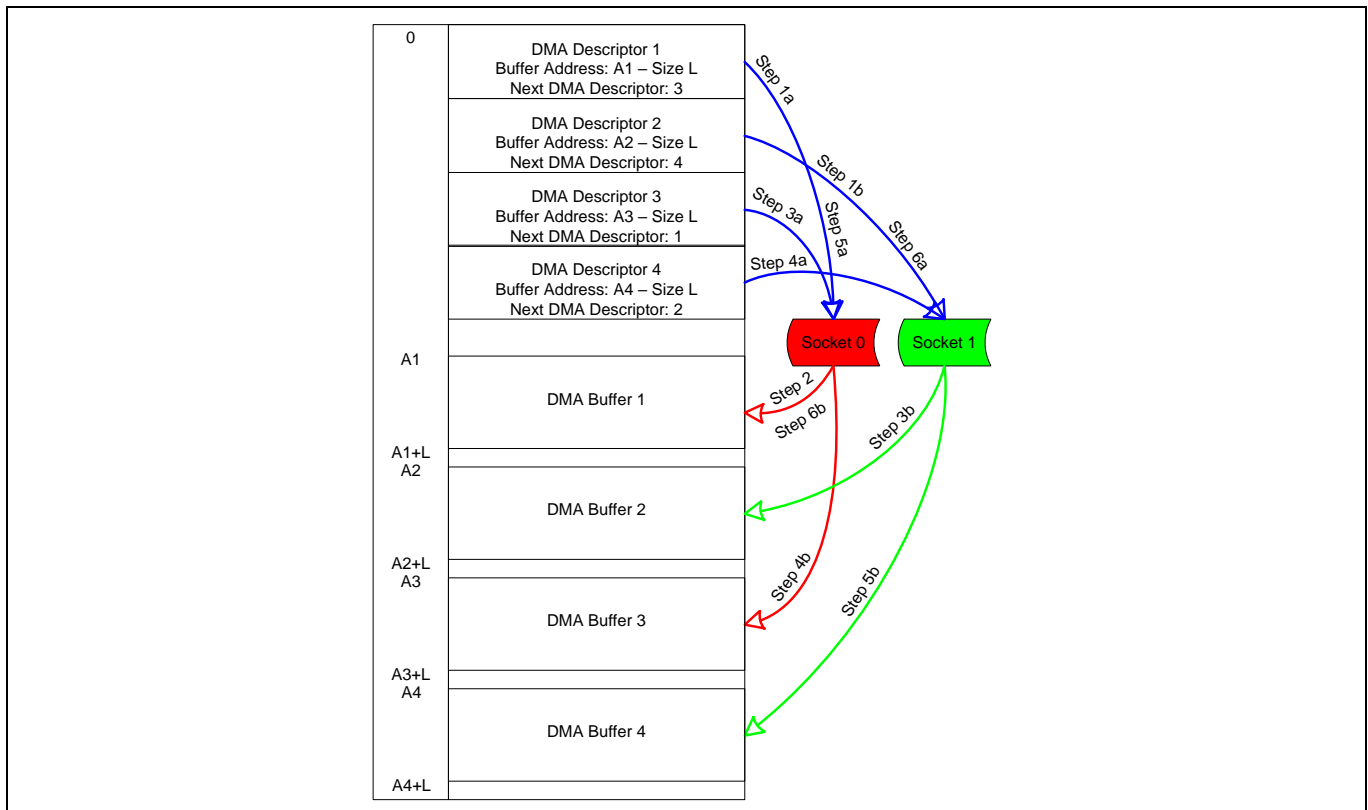 0
DMA Descriptor 1
Buffer Address: A1 – Size L
Next DMA Descriptor: 3
DMA Descriptor 2
Buffer Address: A2 – Size L
Next DMA Descriptor: 4
DMA Descriptor 3
Buffer Address: A3 – Size L
Next DMA Descriptor: 1
DMA Descriptor 4
Buffer Address: A4 – Size L
Next DMA Descriptor: 2
Step 1a
Step 1b
Step 3a
Step 5a
Step 6a
Step 4a
Socket 0
Socket 1
A1
DMA Buffer 1
Step 2
Step 6b
Step 3b
A1+L
A2
DMA Buffer 2
A2+L
A3
Step 4b
Step 5b
DMA Buffer 3
A3+L
A4
DMA Buffer 4
A4+L